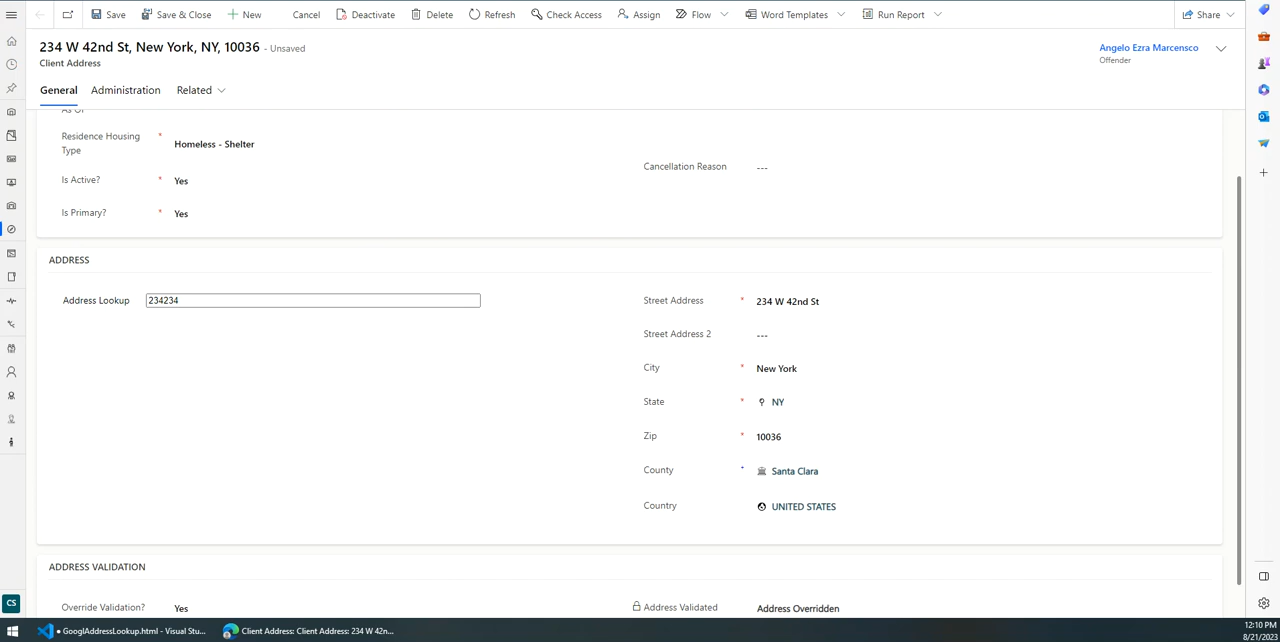 Save Save & Close New Cancel Deactivate Delete Refresh Check Access Assign Flow Word Templates Run Report Share
234 W 42nd St, New York, NY, 10036 - Unsaved
Client Address
Angelo Ezra Marcensco
Offender
General Administration Related
As Of
Residence Housing Type * Homeless - Shelter
Cancellation Reason ---
Is Active? * Yes
Is Primary? * Yes
ADDRESS
Address Lookup 234234
Street Address * 234 W 42nd St
Street Address 2 ---
City * New York
State * NY
Zip * 10036
County + Santa Clara
Country UNITED STATES
ADDRESS VALIDATION
Override Validation? Yes
Address Validated Address Overridden
CS
● GooglAddressLookup.html - Visual Stu...
Client Address: Client Address: 234 W 42n...
12:10 PM
8/21/2023